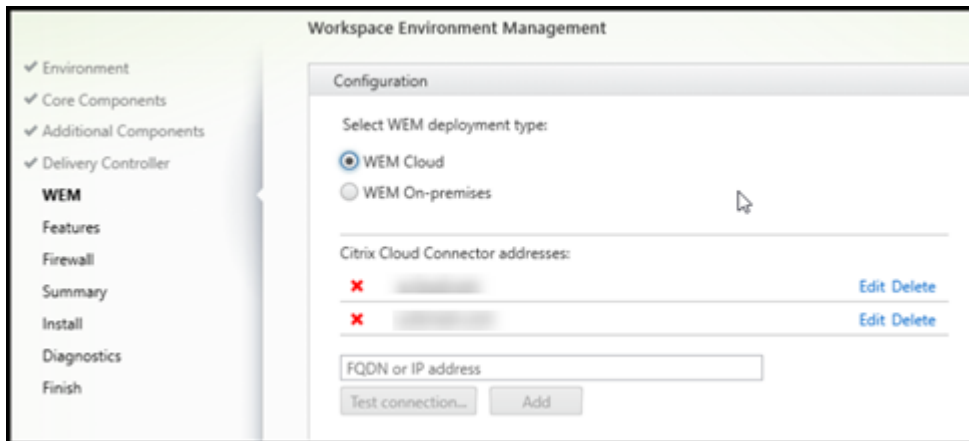 Workspace Environment Management
Environment
Core Components
Additional Components
Delivery Controller
WEM
Features
Firewall
Summary
Install
Diagnostics
Finish
Configuration
Select WEM deployment type:
WEM Cloud
WEM On-premises
Citrix Cloud Connector addresses:
Edit Delete
Edit Delete
FQDN or IP address
Test connection... Add